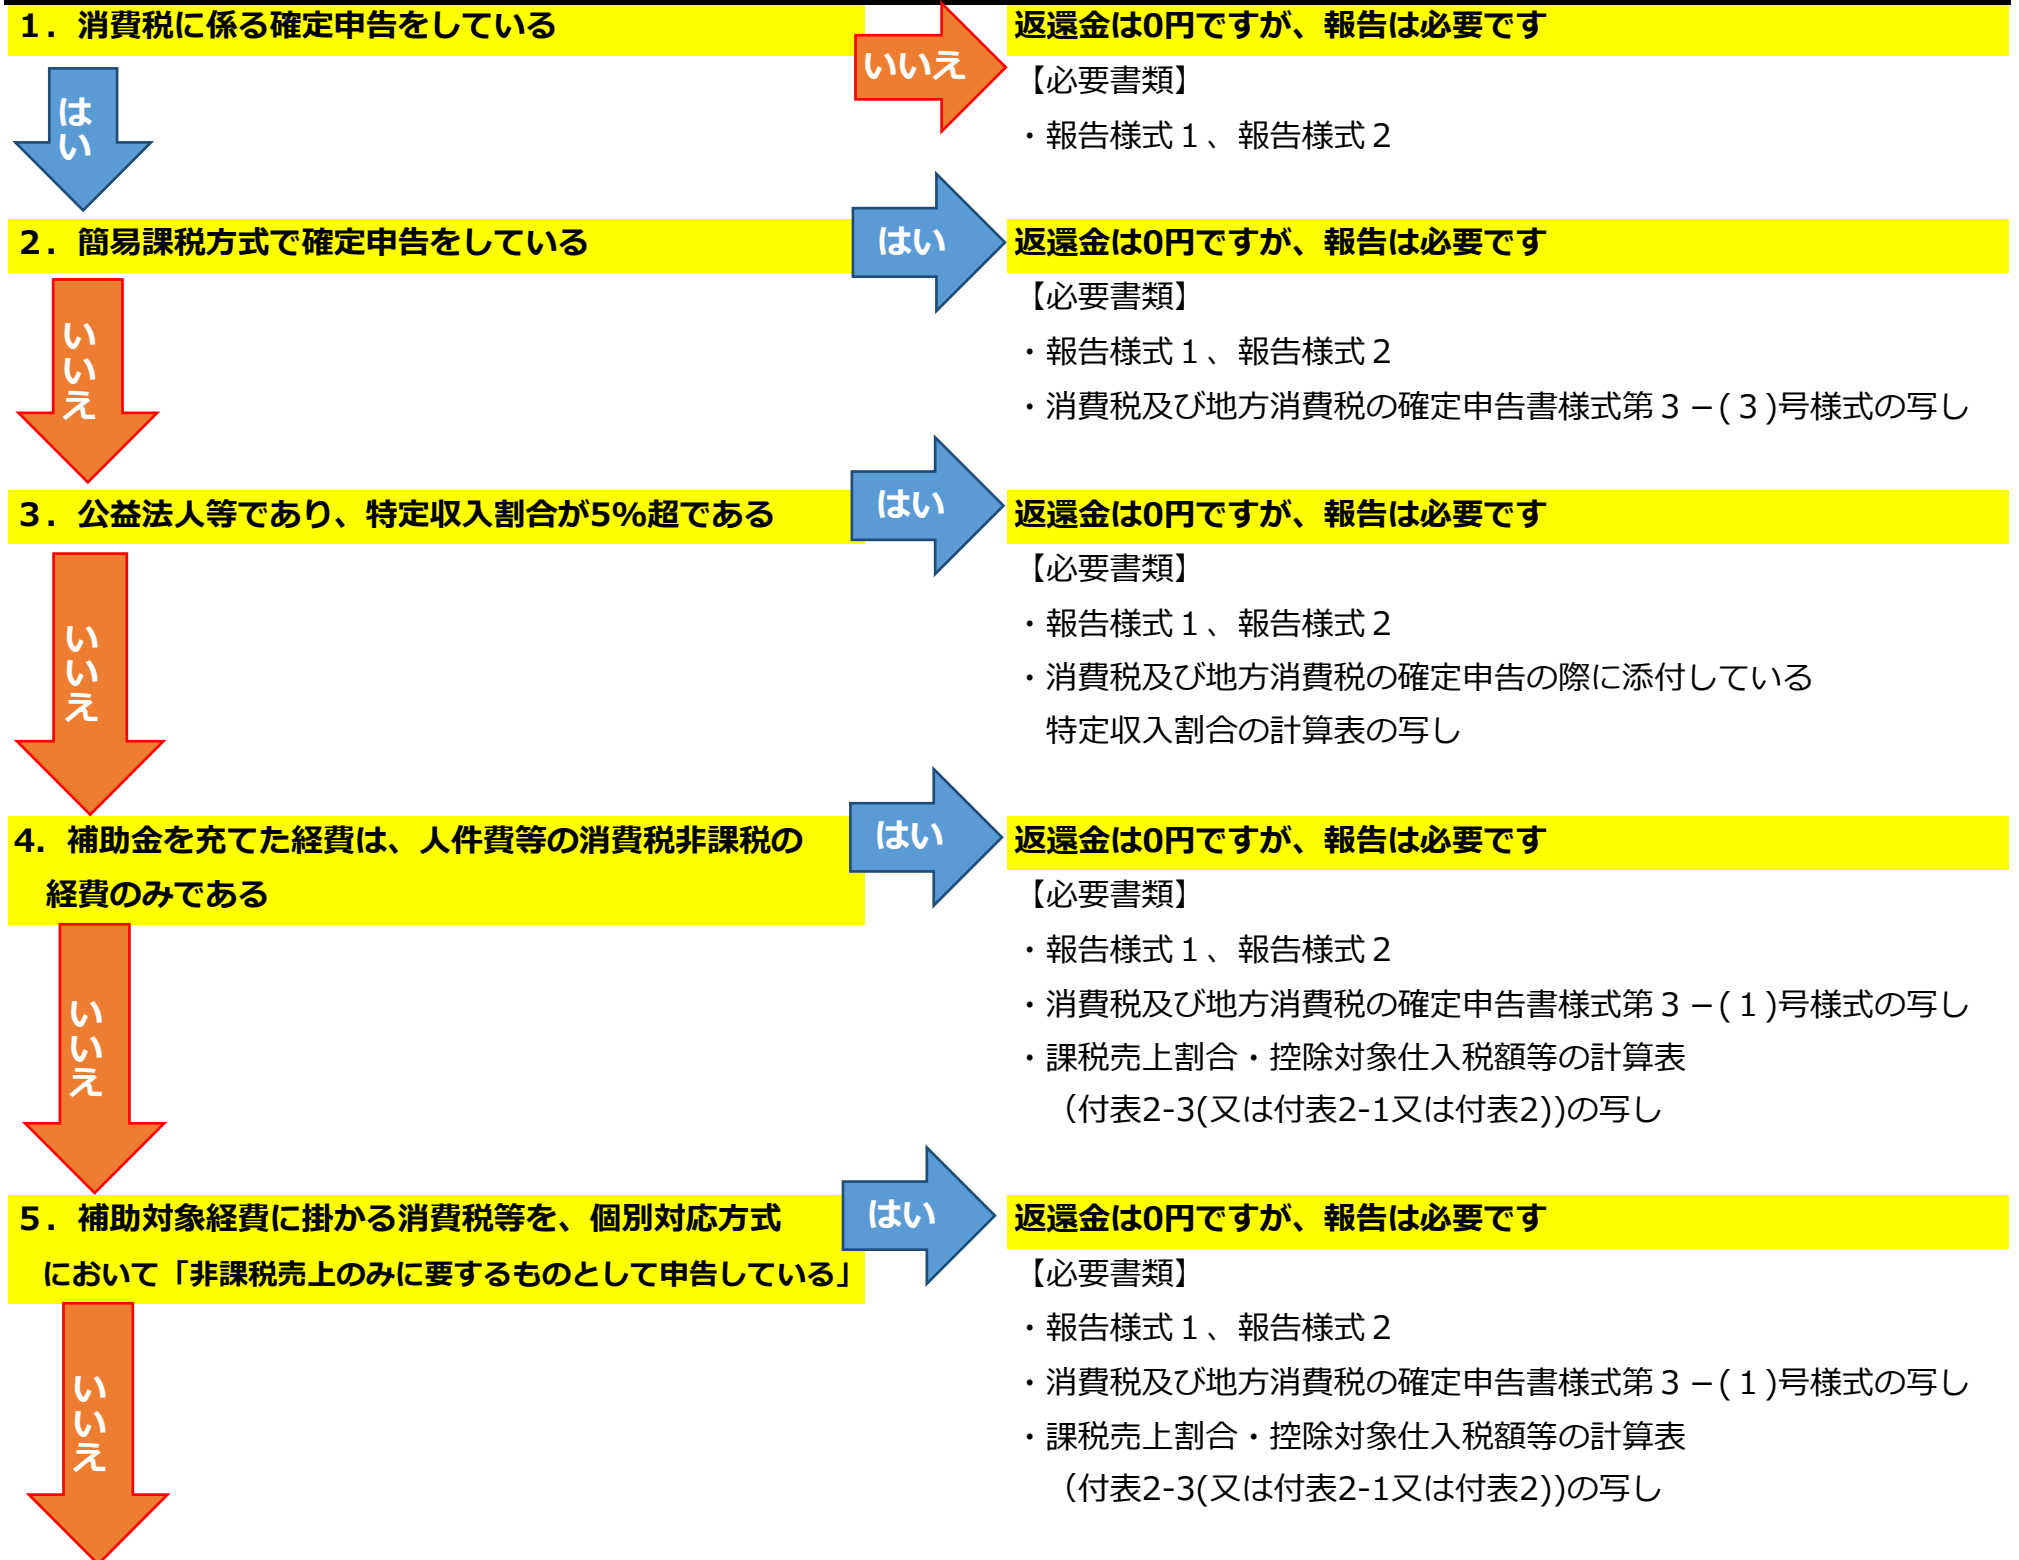 １．消費税に係る確定申告をしている
いいえ
返還金は0円ですが、報告は必要です
【必要書類】
・報告様式１、報告様式２
はい
２．簡易課税方式で確定申告をしている
はい
返還金は0円ですが、報告は必要です
【必要書類】
・報告様式１、報告様式２
・消費税及び地方消費税の確定申告書様式第３－(３)号様式の写し
いいえ
３．公益法人等であり、特定収入割合が5％超である
はい
返還金は0円ですが、報告は必要です
【必要書類】
・報告様式１、報告様式２
・消費税及び地方消費税の確定申告の際に添付している
特定収入割合の計算表の写し
いいえ
4．補助金を充てた経費は、人件費等の消費税非課税の
経費のみである
はい
返還金は0円ですが、報告は必要です
【必要書類】
・報告様式１、報告様式２
・消費税及び地方消費税の確定申告書様式第３－(１)号様式の写し
・課税売上割合・控除対象仕入税額等の計算表
（付表2-3(又は付表2-1又は付表2))の写し
いいえ
５．補助対象経費に掛かる消費税等を、個別対応方式
において「非課税売上のみに要するものとして申告している」
はい
返還金は0円ですが、報告は必要です
【必要書類】
・報告様式１、報告様式２
・消費税及び地方消費税の確定申告書様式第３－(１)号様式の写し
・課税売上割合・控除対象仕入税額等の計算表
（付表2-3(又は付表2-1又は付表2))の写し
いいえ